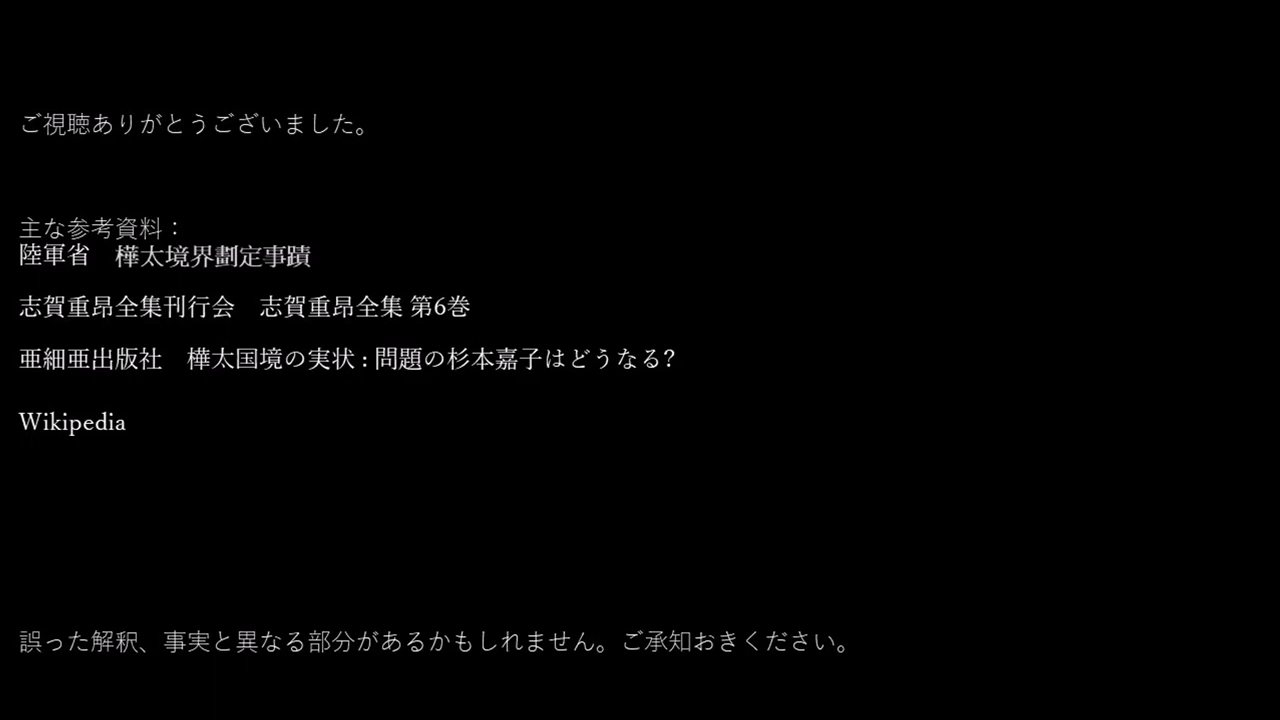 ご視聴ありがとうございました。
主な参考資料：
陸軍省　樺太境界劃定事蹟
志賀重昂全集刊行会　志賀重昂全集 第6巻
亜細亜出版社　樺太国境の実状 : 問題の杉本嘉子はどうなる?
Wikipedia
誤った解釈、事実と異なる部分があるかもしれません。ご承知おきください。